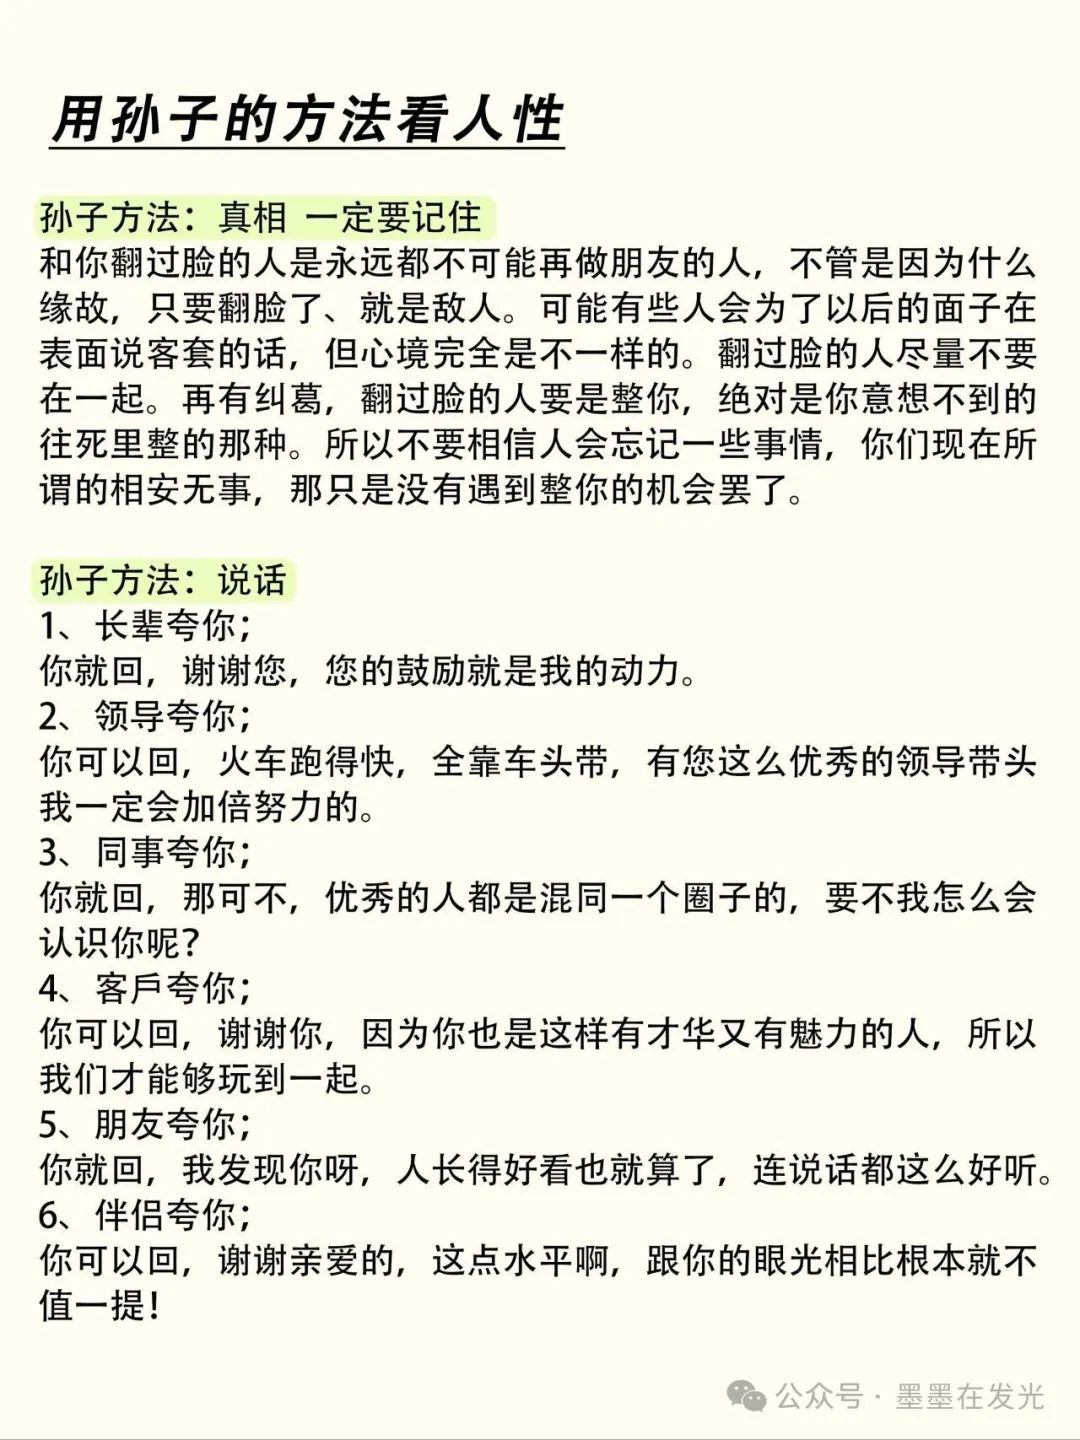 用孙子的方法看人性
孙子方法：真相 一定要记住
和你翻过脸的人是永远都不可能再做朋友的人，不管是因为什么
缘故，只要翻脸了、就是敌人。可能有些人会为了以后的面子在
表面说客套的话，但心境完全是不一样的。翻过脸的人尽量不要
在一起。再有纠葛，翻过脸的人要是整你，绝对是你意想不到的
往死里整的那种。所以不要相信人会忘记一些事情，你们现在所
谓的相安无事，那只是没有遇到整你的机会罢了。
孙子方法：说话
1、长辈夸你；
你就回，谢谢您，您的鼓励就是我的动力。
2、领导夸你；
你可以回，火车跑得快，全靠车头带，有您这么优秀的领导带头
我一定会加倍努力的。
3、同事夸你；
你就回，那可不，优秀的人都是混同一个圈子的，要不我怎么会
认识你呢？
4、客戶夸你；
你可以回，谢谢你，因为你也是这样有才华又有魅力的人，所以
我们才能够玩到一起。
5、朋友夸你；
你就回，我发现你呀，人长得好看也就算了，连说话都这么好听。
6、伴侣夸你；
你可以回，谢谢亲爱的，这点水平啊，跟你的眼光相比根本就不
值一提！
公众号·墨墨在发光